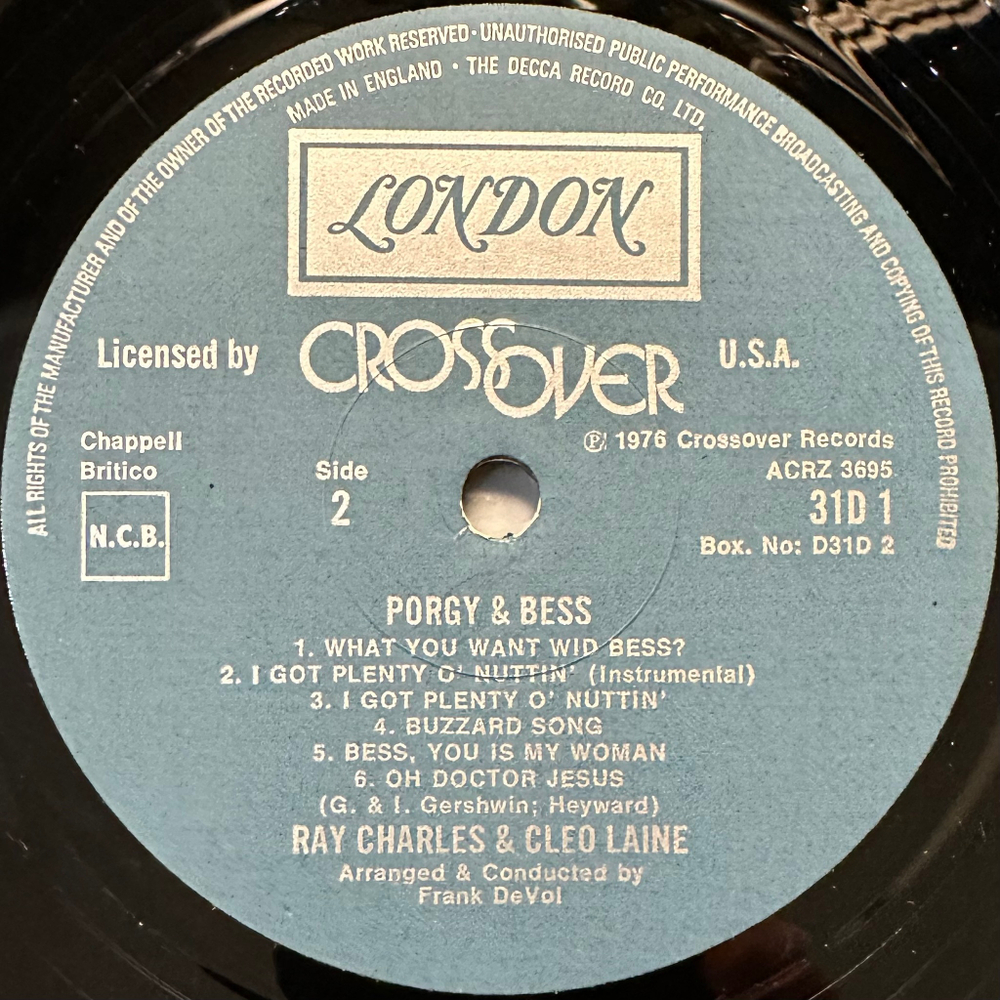 ALL RIGHTS OF THE MANUFACTURER AND OF THE OWNER OF THE RECORDED WORK RESERVED · UNAUTHORISED PUBLIC PERFORMANCE BROADCASTING AND COPYING OF THIS RECORD PROHIBITED
MADE IN ENGLAND · THE DECCA RECORD CO. LTD.
LONDON
Licensed by CROSSOVER U.S.A.
Chappell
Britico
N.C.B.
Side
2
℗ 1976 Crossover Records
ACRZ 3695
31D 1
Box. No: D31D 2
PORGY & BESS
1. WHAT YOU WANT WID BESS?
2. I GOT PLENTY O' NUTTIN' (Instrumental)
3. I GOT PLENTY O' NUTTIN'
4. BUZZARD SONG
5. BESS, YOU IS MY WOMAN
6. OH DOCTOR JESUS
(G. & I. Gershwin; Heyward)
RAY CHARLES & CLEO LAINE
Arranged & Conducted by
Frank DeVol